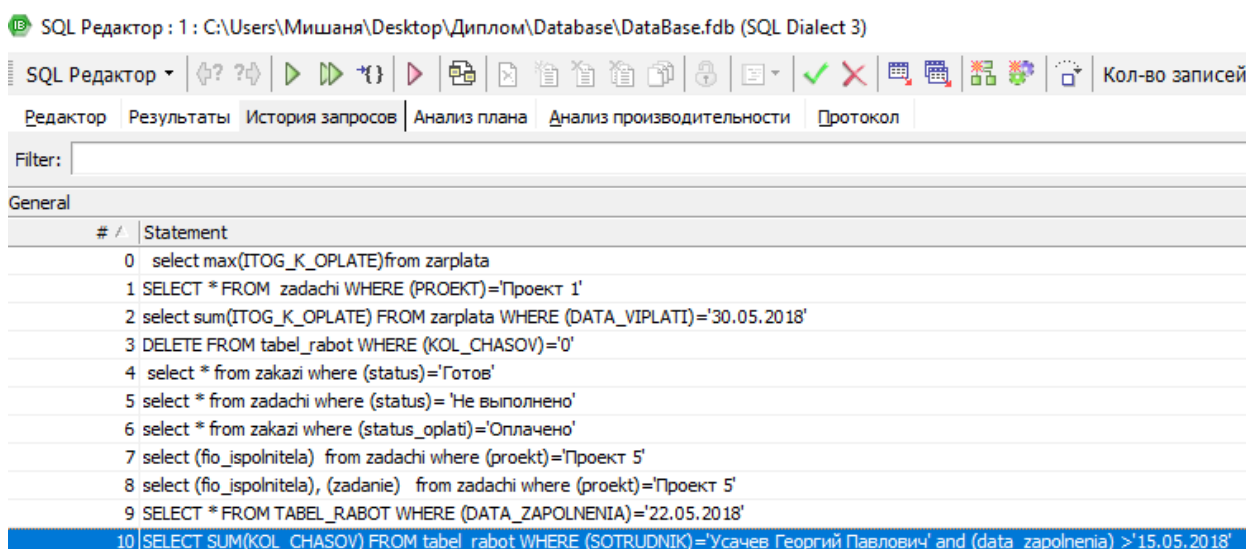 SQL Редактор : 1 : C:\Users\Мишаня\Desktop\Диплом\Database\DataBase.fdb (SQL Dialect 3)
SQL Редактор Кол-во записей
Редактор Результаты История запросов Анализ плана Анализ производительности Протокол
Filter:
General
# Statement
0 select max(ITOG_K_OPLATE)from zarplata
1 SELECT * FROM zadachi WHERE (PROEKT)='Проект 1'
2 select sum(ITOG_K_OPLATE) FROM zarplata WHERE (DATA_VIPLATI)='30.05.2018'
3 DELETE FROM tabel_rabot WHERE (KOL_CHASOV)='0'
4 select * from zakazi where (status)='Готов'
5 select * from zadachi where (status)= 'Не выполнено'
6 select * from zakazi where (status_oplati)='Оплачено'
7 select (fio_ispolnitela) from zadachi where (proekt)='Проект 5'
8 select (fio_ispolnitela), (zadanie) from zadachi where (proekt)='Проект 5'
9 SELECT * FROM TABEL_RABOT WHERE (DATA_ZAPOLNENIA)='22.05.2018'
10 SELECT SUM(KOL_CHASOV) FROM tabel_rabot WHERE (SOTRUDNIK)='Усачев Георгий Павлович' and (data_zapolnenia) >'15.05.2018'